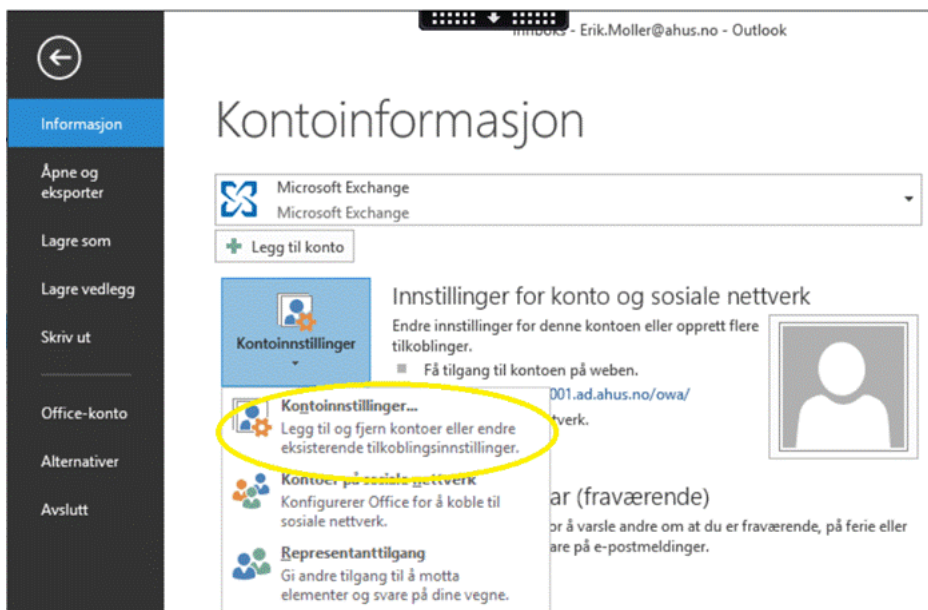 Innboks - Erik.Moller@ahus.no - Outlook
Informasjon
Åpne og
eksporter
Lagre som
Lagre vedlegg
Skriv ut
Office-konto
Alternativer
Avslutt
Kontoinformasjon
Microsoft Exchange
Microsoft Exchange
Legg til konto
Kontoinnstillinger
Innstillinger for konto og sosiale nettverk
Endre innstillinger for denne kontoen eller opprett flere
tilkoblinger.
Få tilgang til kontoen på weben.
001.ad.ahus.no/owa/
tverk.
Kontoinnstillinger...
Legg til og fjern kontoer eller endre
eksisterende tilkoblingsinnstillinger.
Kontoer på sosiale nettverk
Konfigurerer Office for å koble til
sosiale nettverk.
Representanttilgang
Gi andre tilgang til å motta
elementer og svare på dine vegne.
ar (fraværende)
or å varsle andre om at du er fraværende, på ferie eller
are på e-postmeldinger.